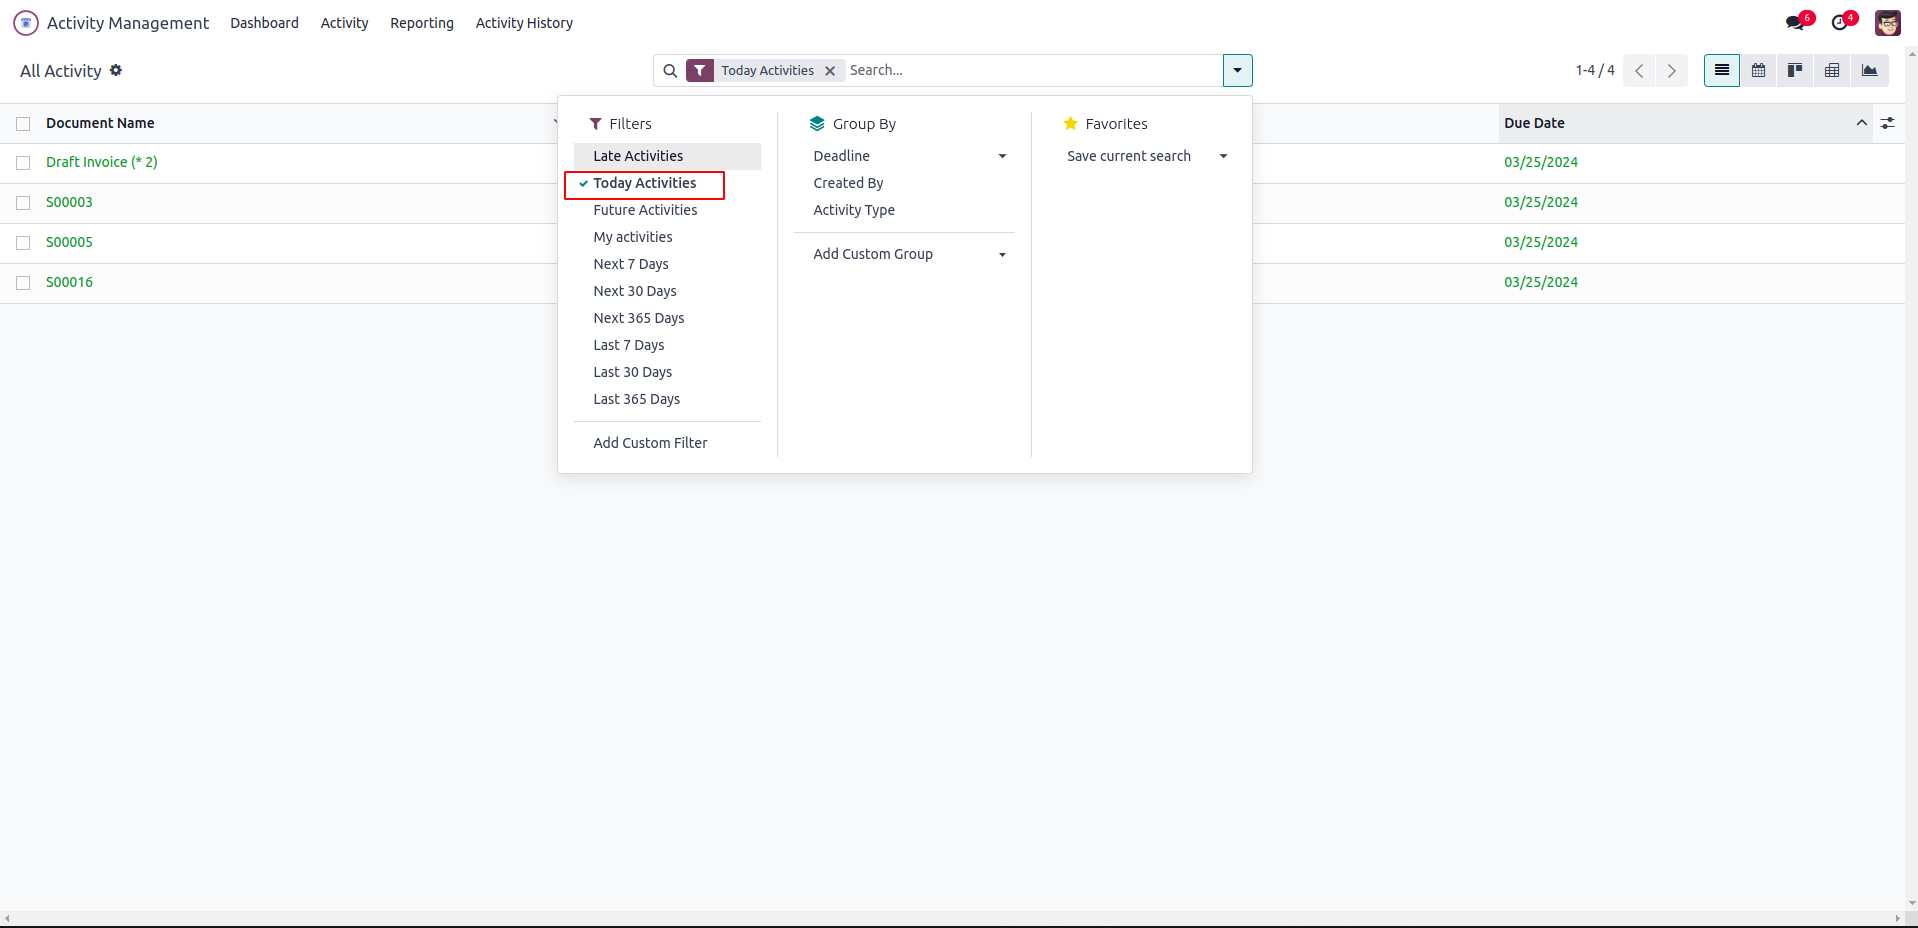 Activity Management Dashboard Activity Reporting Activity History 6 4
All Activity Today Activities Search... 1-4 / 4
Document Name Due Date
Draft Invoice (* 2) 03/25/2024
S00003 03/25/2024
S00005 03/25/2024
S00016 03/25/2024
Filters
Late Activities
Today Activities
Future Activities
My activities
Next 7 Days
Next 30 Days
Next 365 Days
Last 7 Days
Last 30 Days
Last 365 Days
Add Custom Filter
Group By
Deadline
Created By
Activity Type
Add Custom Group
Favorites
Save current search